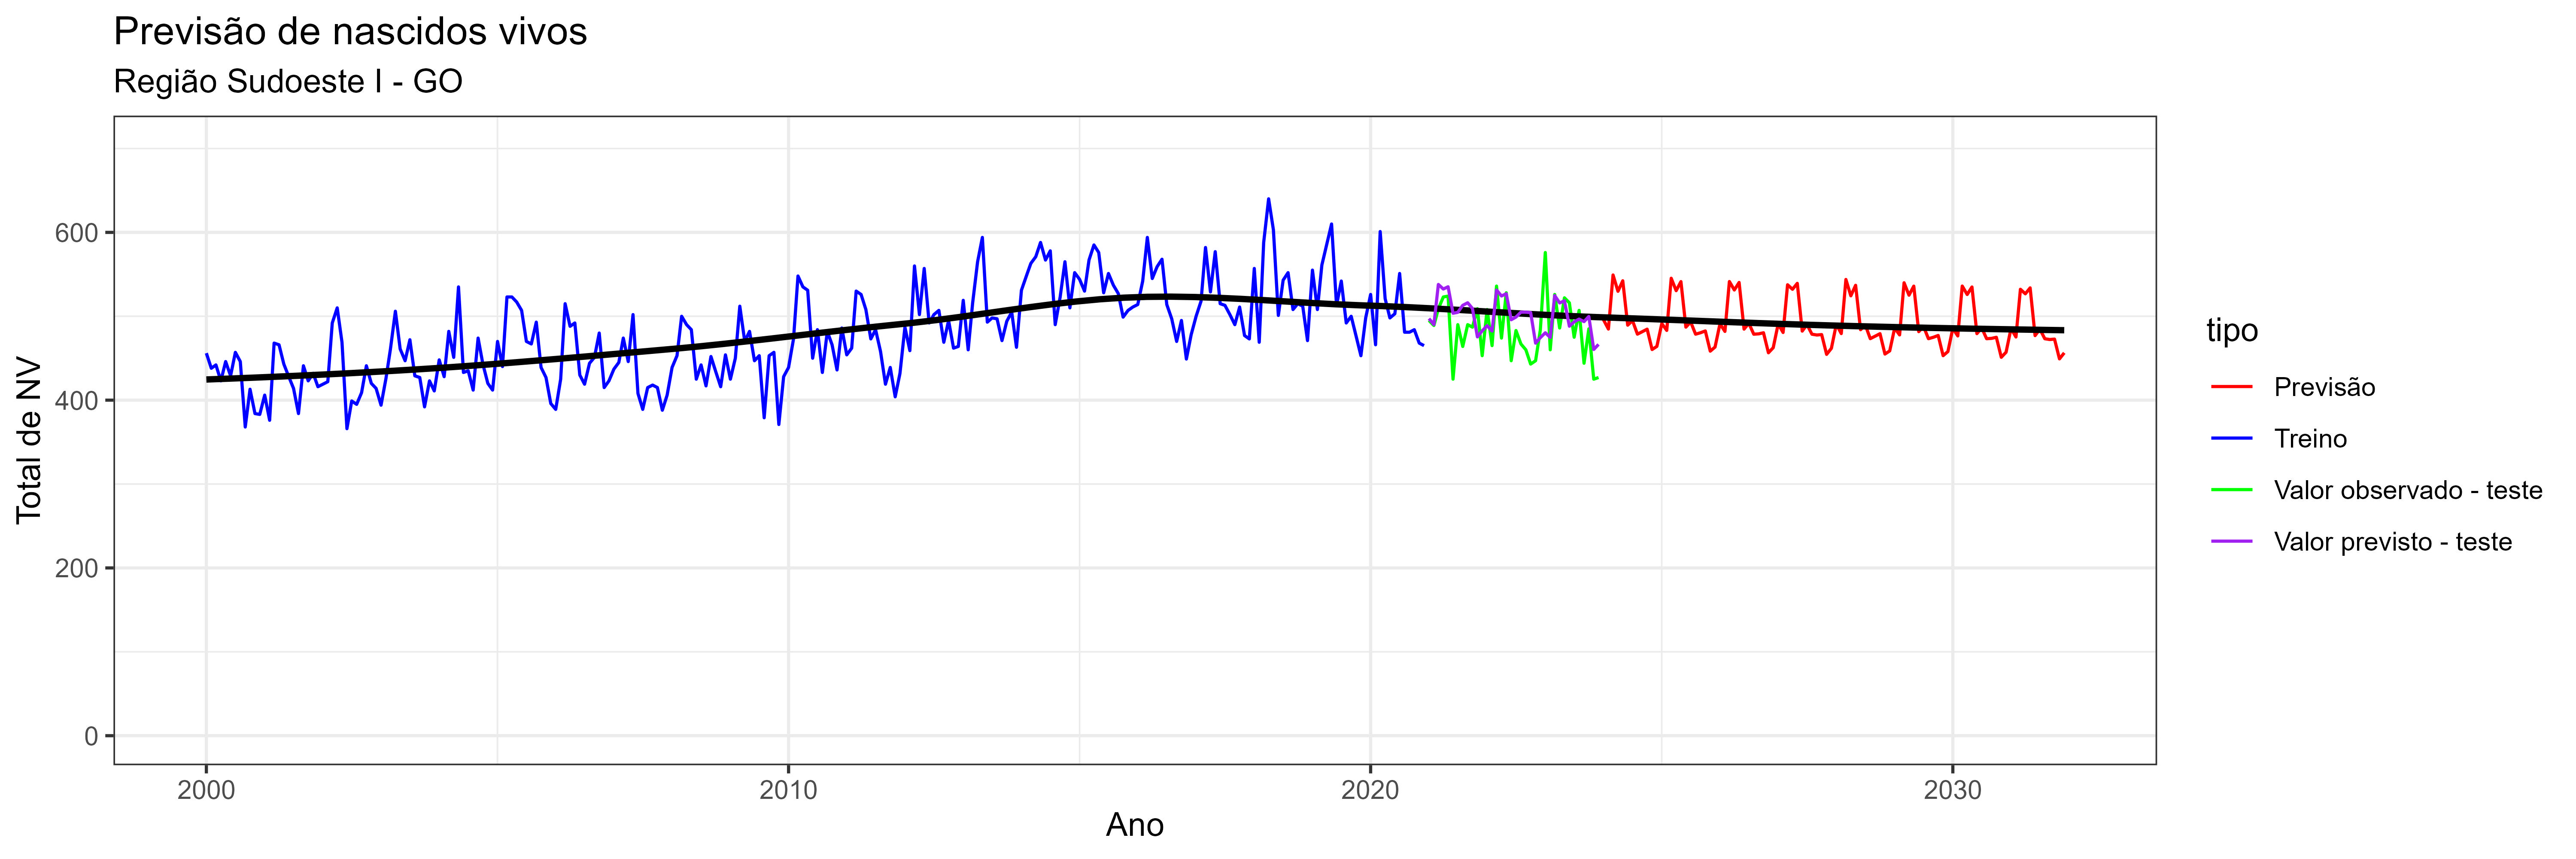 Previsão de nascidos vivos
Região Sudoeste I - GO
Total de NV
600
400
200
0
2000
2010
2020
2030
Ano
tipo
Previsão
Treino
Valor observado - teste
Valor previsto - teste